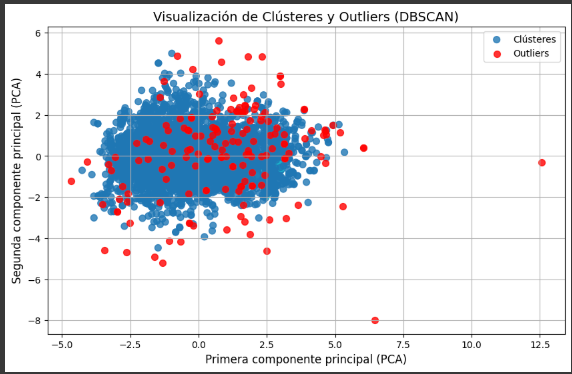 Visualización de Clústeres y Outliers (DBSCAN)
Clústeres
Outliers
6
4
2
0
−2
−4
−6
−8
Segunda componente principal (PCA)
−5.0 −2.5 0.0 2.5 5.0 7.5 10.0 12.5
Primera componente principal (PCA)